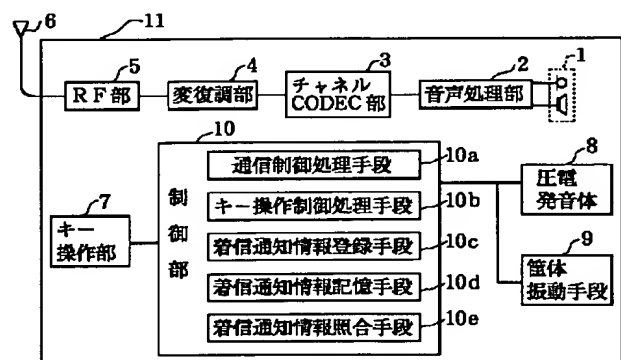 6
11
5
RF部
4
変復調部
3
チャネル
CODEC部
2
音声処理部
1
10
制御部
通信制御処理手段
10a
キー操作制御処理手段
10b
着信通知情報登録手段
10c
着信通知情報記憶手段
10d
着信通知情報照合手段
10e
7
キー
操作部
8
圧電
発音体
9
筐体
振動手段